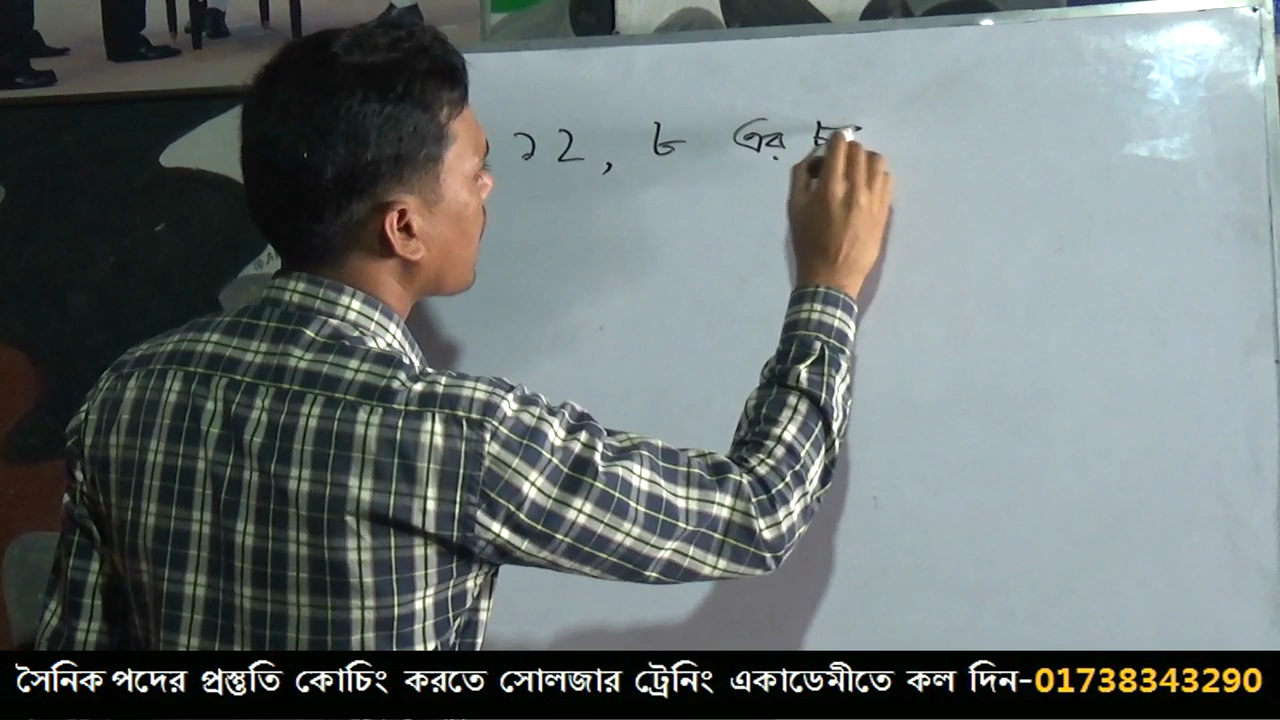 ১২, ৮ এর
সৈনিক পদের প্রস্তুতি কোচিং করতে সোলজার ট্রেনিং একাডেমীতে কল দিন-01738343290